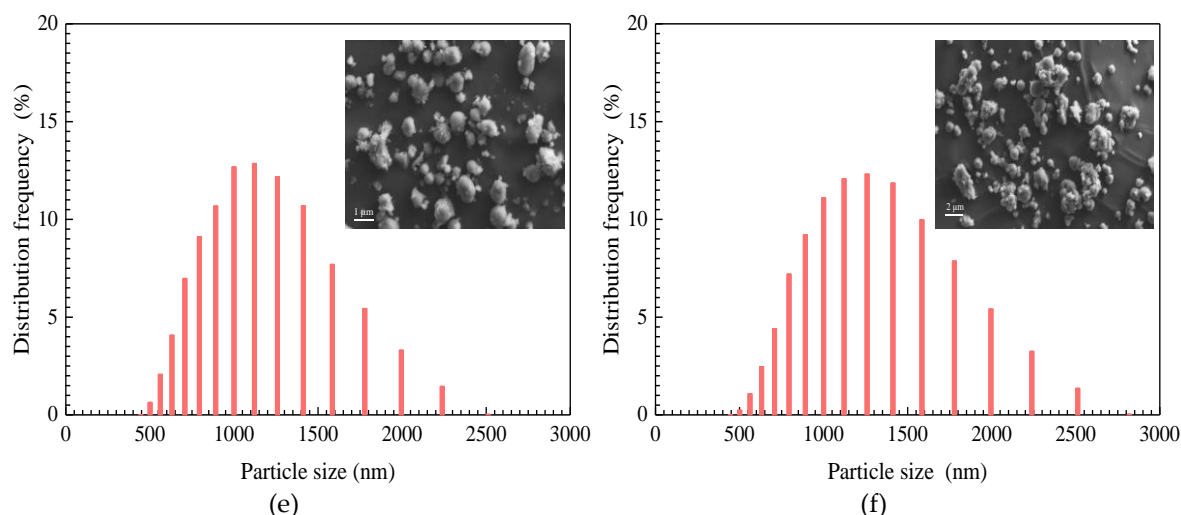 20
15
10
5
0
Distribution frequency (%)
1 μm
0 500 1000 1500 2000 2500 3000
Particle size (nm)
(e)
20
15
10
5
0
Distribution frequency (%)
2 μm
0 500 1000 1500 2000 2500 3000
Particle size (nm)
(f)